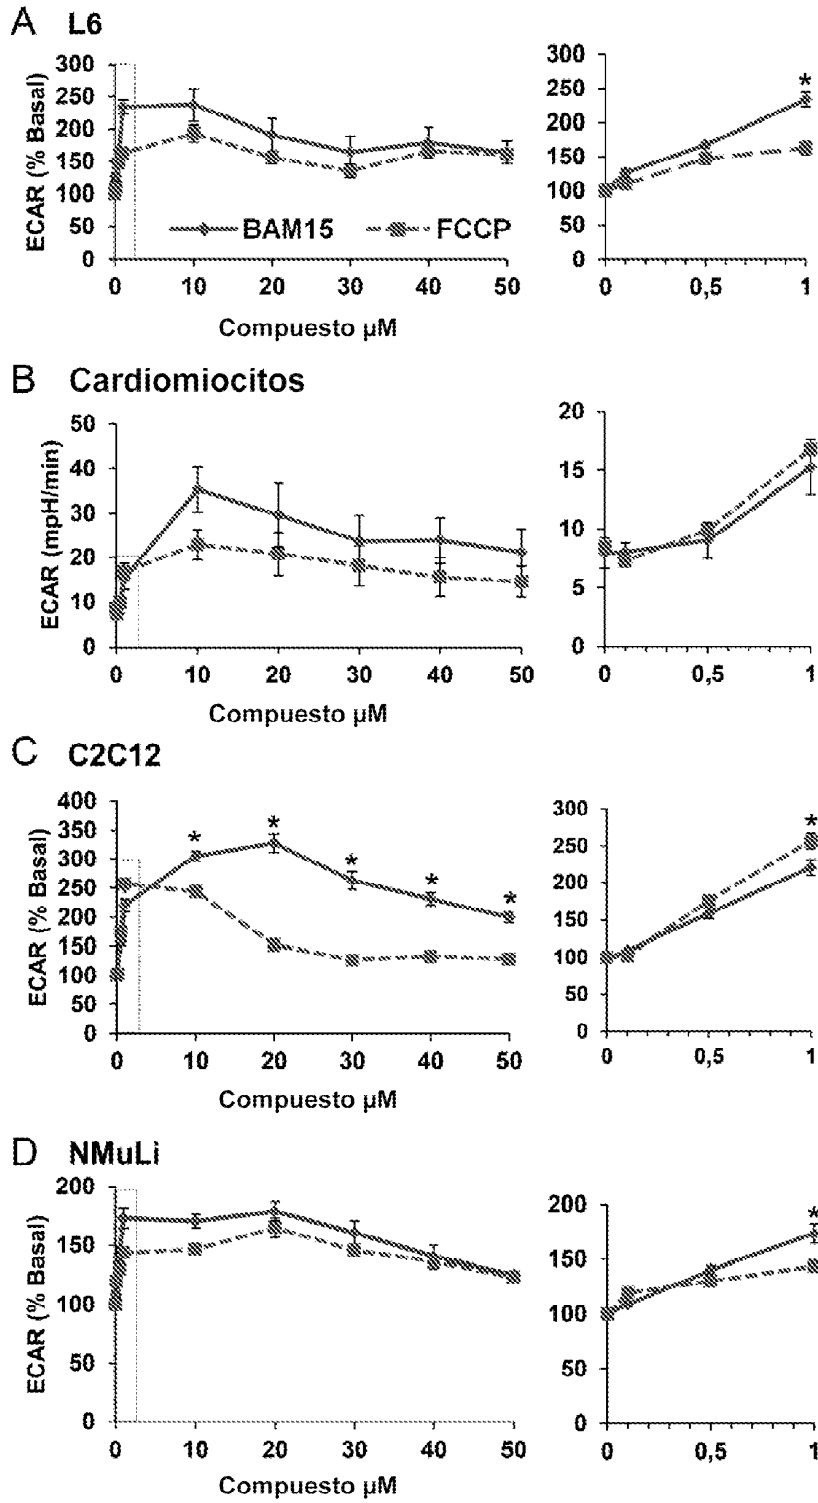 A L6
ECAR (% Basal)
300
250
200
150
100
50
0
BAM15 FCCP
0 10 20 30 40 50
Compuesto µM
300
250
200
150
100
50
0
*
0 0,5 1
B Cardiomiocitos
ECAR (mpH/min)
50
40
30
20
10
0
0 10 20 30 40 50
Compuesto µM
20
15
10
5
0
0 0,5 1
C C2C12
ECAR (% Basal)
400
350
300
250
200
150
100
50
0
* * * * *
0 10 20 30 40 50
Compuesto µM
300
250
200
150
100
50
0
*
0 0,5 1
D NMuLi
ECAR (% Basal)
200
150
100
50
0
0 10 20 30 40 50
Compuesto µM
200
150
100
50
0
*
0 0,5 1